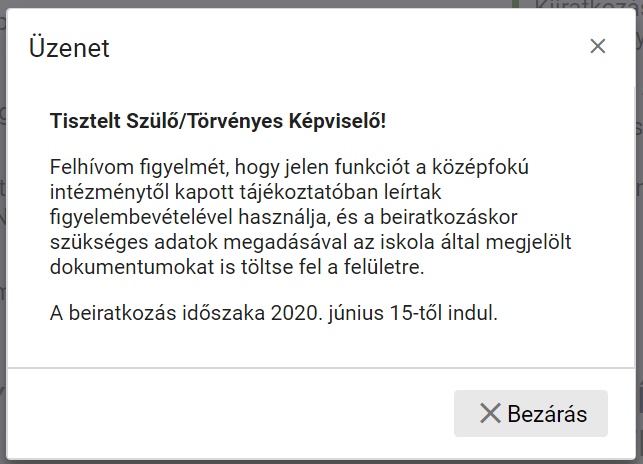 Üzenet
Tisztelt Szülő/Törvényes Képviselő!
Felhívom figyelmét, hogy jelen funkciót a középfokú
intézménytől kapott tájékoztatóban leírtak
figyelembevételével használja, és a beiratkozáskor
szükséges adatok megadásával az iskola által megjelölt
dokumentumokat is töltse fel a felületre.
A beiratkozás időszaka 2020. június 15-től indul.
Bezárás